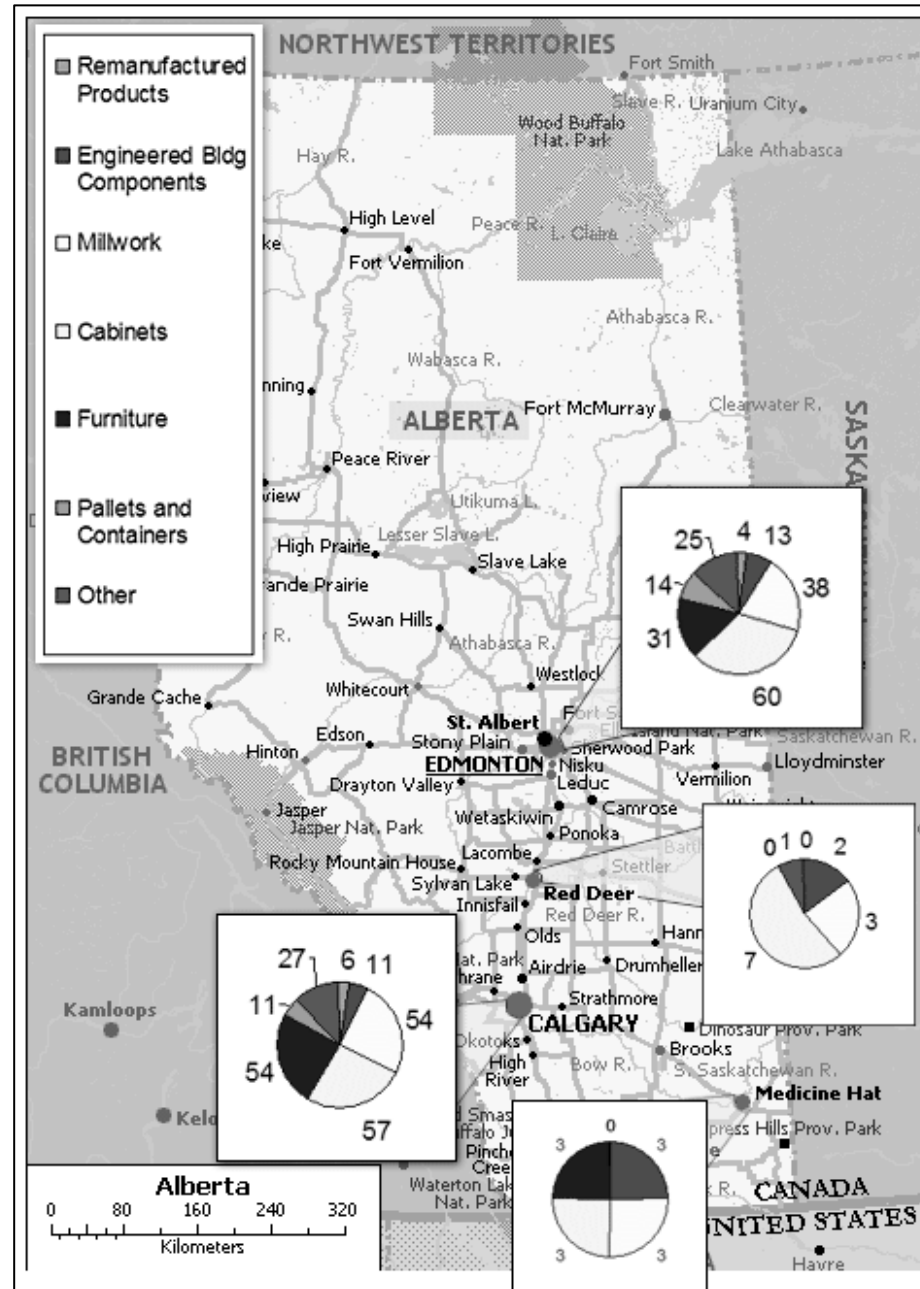 Remanufactured
Products
Engineered Bldg
Components
Millwork
Cabinets
Furniture
Pallets and
Containers
Other
NORTHWEST TERRITORIES
Fort Smith
Slave R. Uranium City
Wood Buffalo
Nat. Park
Lake Athabasca
Hay R.
High Level
Peace R.
L. Claire
Fort Vermilion
Athabasca R.
Wabasca R.
ALBERTA
Fort McMurray
Clearwater R.
Peace River
Utikuma L.
Lesser Slave L.
High Prairie
Slave Lake
Swan Hills
Athabasca R.
4 13
25
14
38
31
60
Westlock
Whitecourt
Grande Cache
St. Albert
Edson
Stony Plain
Sherwood Park
Saskatchewan R.
Hinton
EDMONTON
Nisku
Lloydminster
BRITISH
COLUMBIA
Drayton Valley
Leduc
Vermilion
Camrose
Jasper
Wetaskiwin
Jasper Nat. Park
Ponoka
Lacombe
Rocky Mountain House
Stettler
Sylvan Lake
Red Deer
Innisfail
Red Deer R.
0 1 0 2
3
7
Olds
Nat. Park
Airdrie
Drumheller
27 6 11
11
54
54
57
Strathmore
Kamloops
CALGARY
Dinosaur Prov. Park
Okotoks
Brooks
High
River
Bow R.
S. Saskatchewan R.
Medicine Hat
Hills Prov. Park
Creek
Waterton
Nat. Park
3 0 3
3 3
CANADA
UNITED STATES
Havre
Alberta
0 80 160 240 320
Kilometers